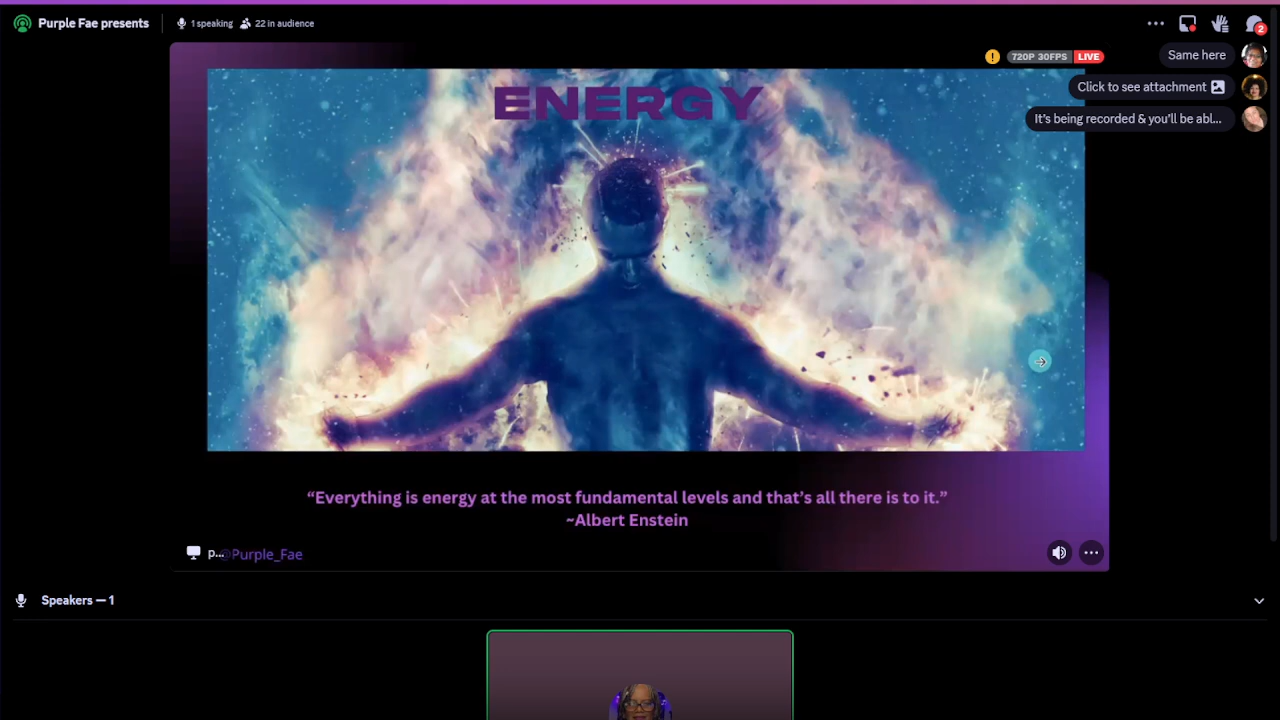 Purple Fae presents
1 speaking
22 in audience
2
720P 30FPS
LIVE
Same here
Click to see attachment
It's being recorded & you'll be abl...
ENERGY
“Everything is energy at the most fundamental levels and that’s all there is to it.”
~Albert Enstein
p...
@Purple_Fae
Speakers — 1